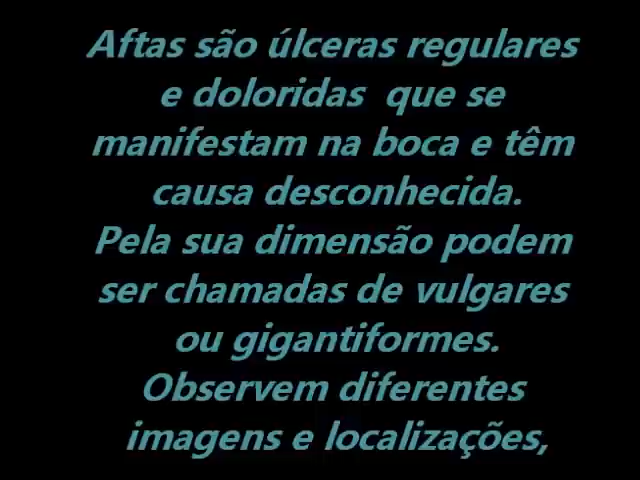 Aftas são úlceras regulares
e doloridas que se
manifestam na boca e têm
causa desconhecida.
Pela sua dimensão podem
ser chamadas de vulgares
ou gigantiformes.
Observem diferentes
imagens e localizações,